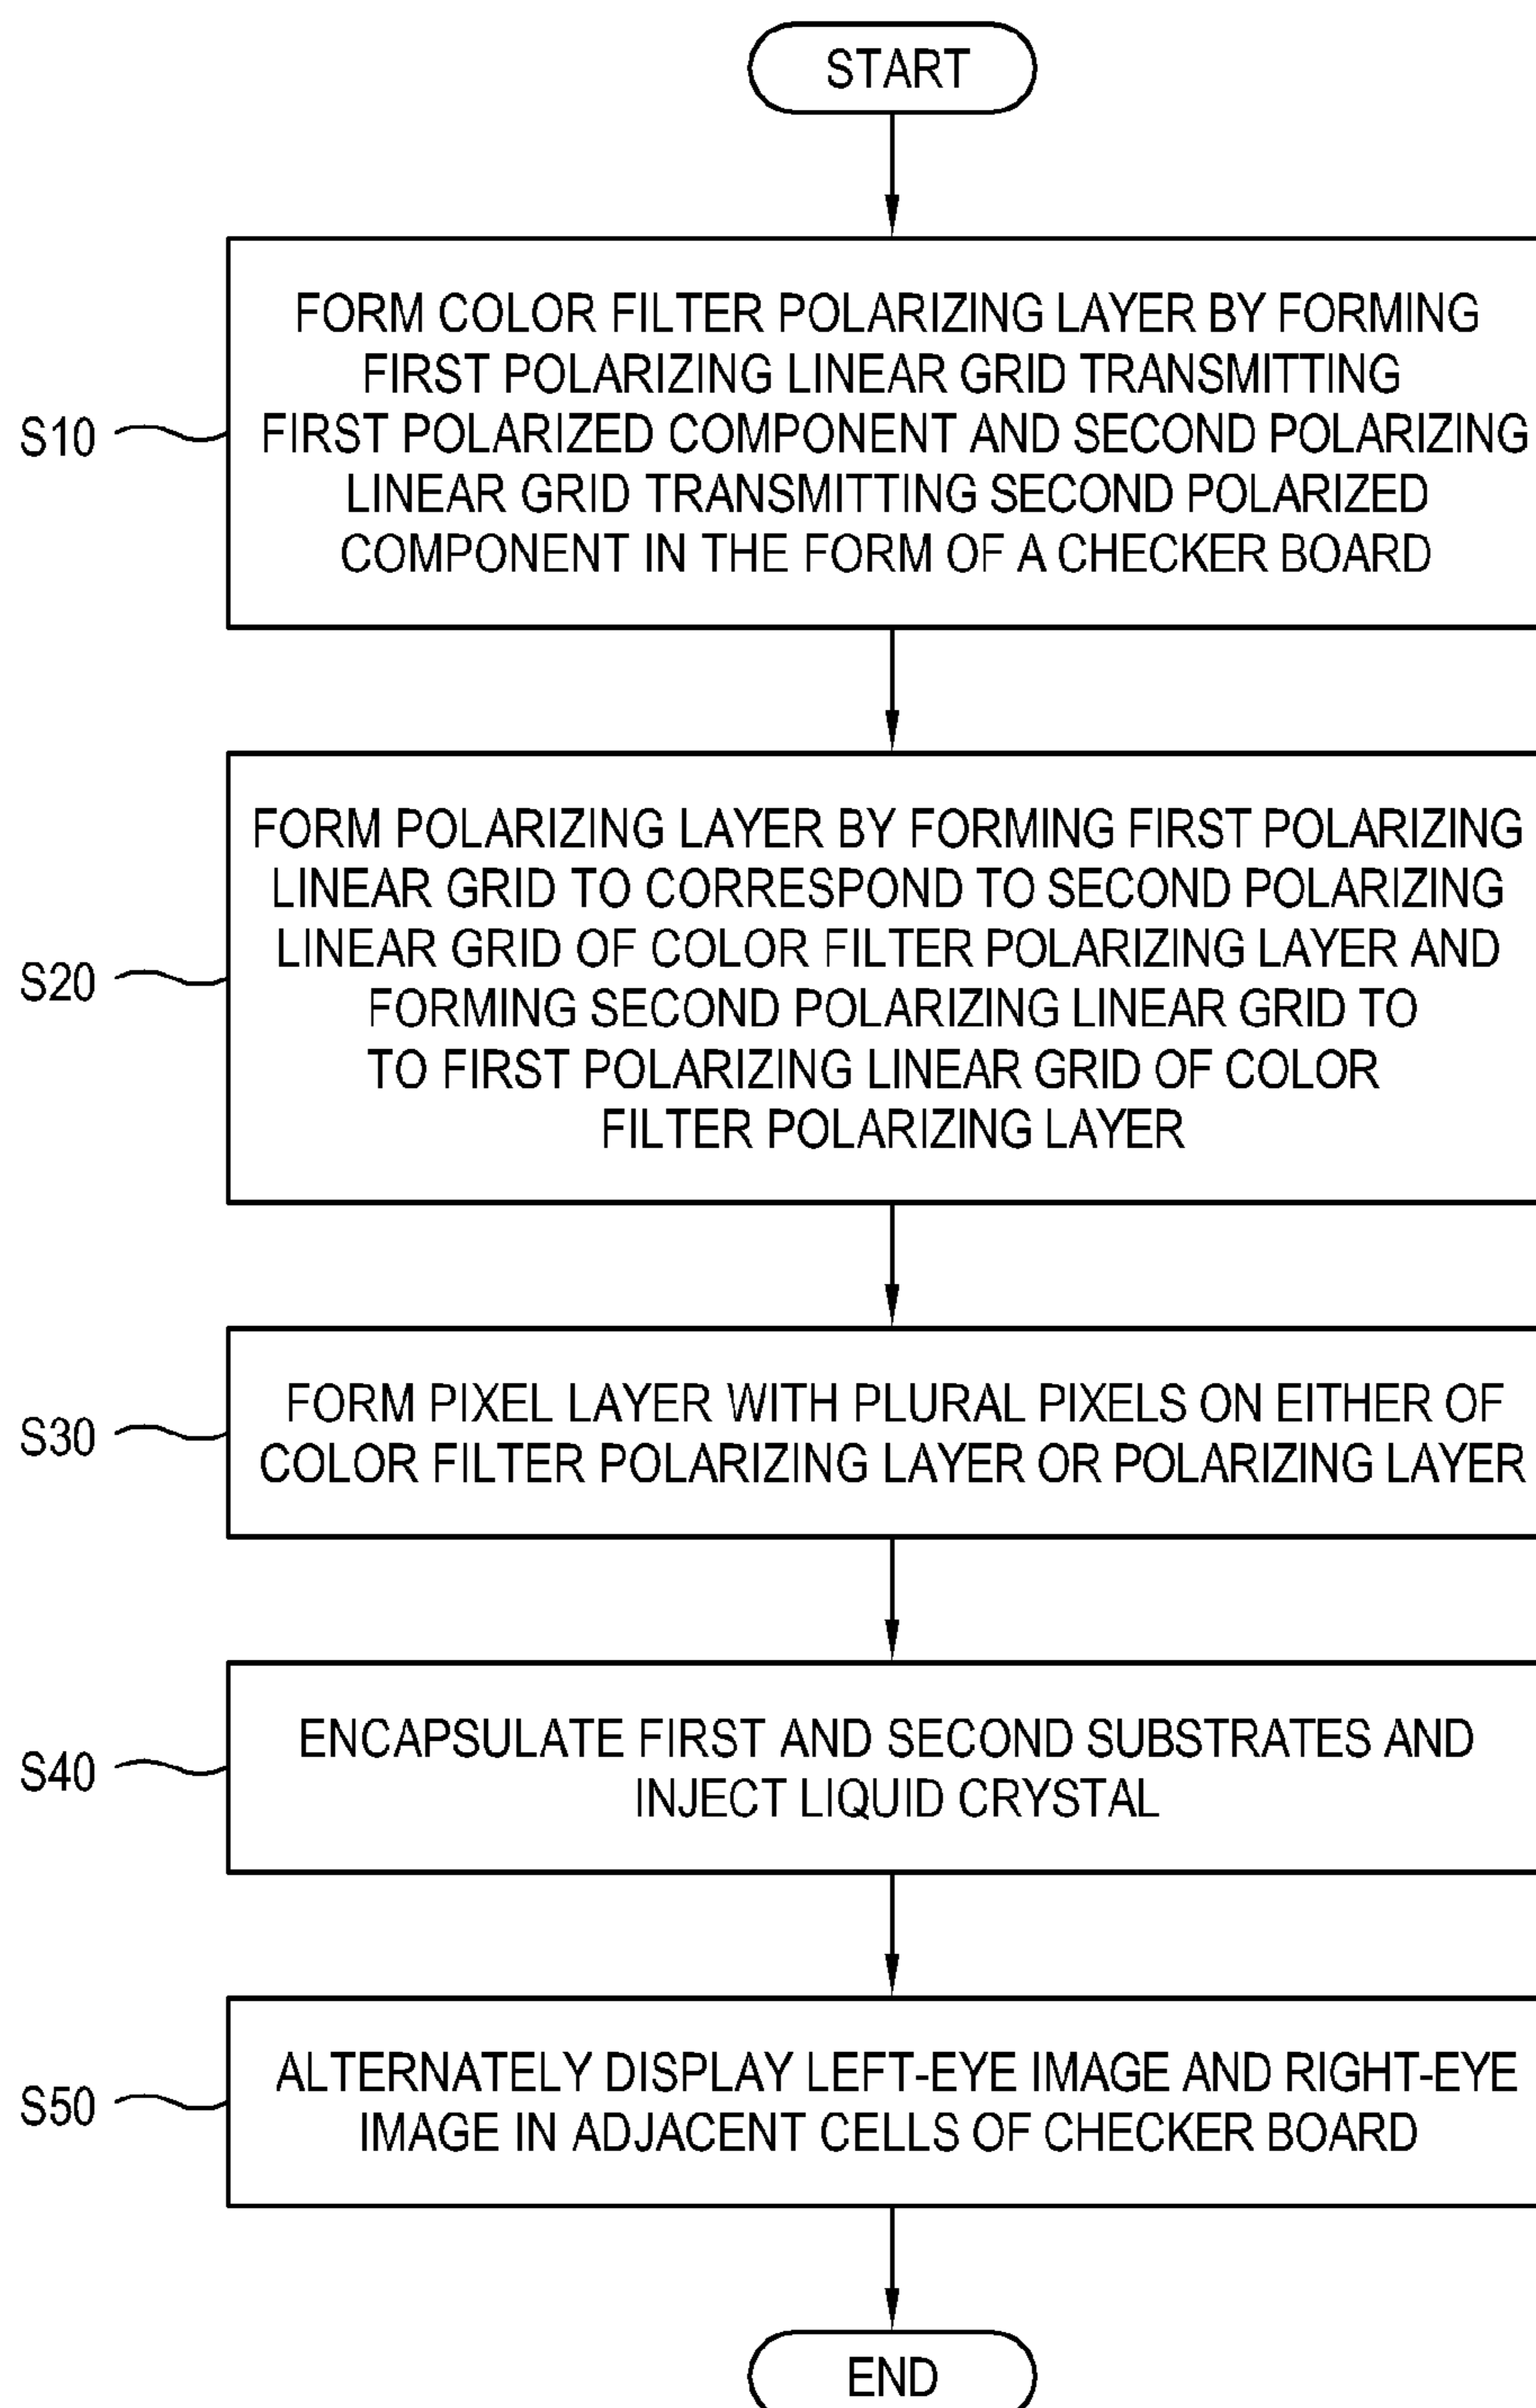 START
S10
FORM COLOR FILTER POLARIZING LAYER BY FORMING
FIRST POLARIZING LINEAR GRID TRANSMITTING
FIRST POLARIZED COMPONENT AND SECOND POLARIZING
LINEAR GRID TRANSMITTING SECOND POLARIZED
COMPONENT IN THE FORM OF A CHECKER BOARD
S20
FORM POLARIZING LAYER BY FORMING FIRST POLARIZING
LINEAR GRID TO CORRESPOND TO SECOND POLARIZING
LINEAR GRID OF COLOR FILTER POLARIZING LAYER AND
FORMING SECOND POLARIZING LINEAR GRID TO
TO FIRST POLARIZING LINEAR GRID OF COLOR
FILTER POLARIZING LAYER
S30
FORM PIXEL LAYER WITH PLURAL PIXELS ON EITHER OF
COLOR FILTER POLARIZING LAYER OR POLARIZING LAYER
S40
ENCAPSULATE FIRST AND SECOND SUBSTRATES AND
INJECT LIQUID CRYSTAL
S50
ALTERNATELY DISPLAY LEFT-EYE IMAGE AND RIGHT-EYE
IMAGE IN ADJACENT CELLS OF CHECKER BOARD
END